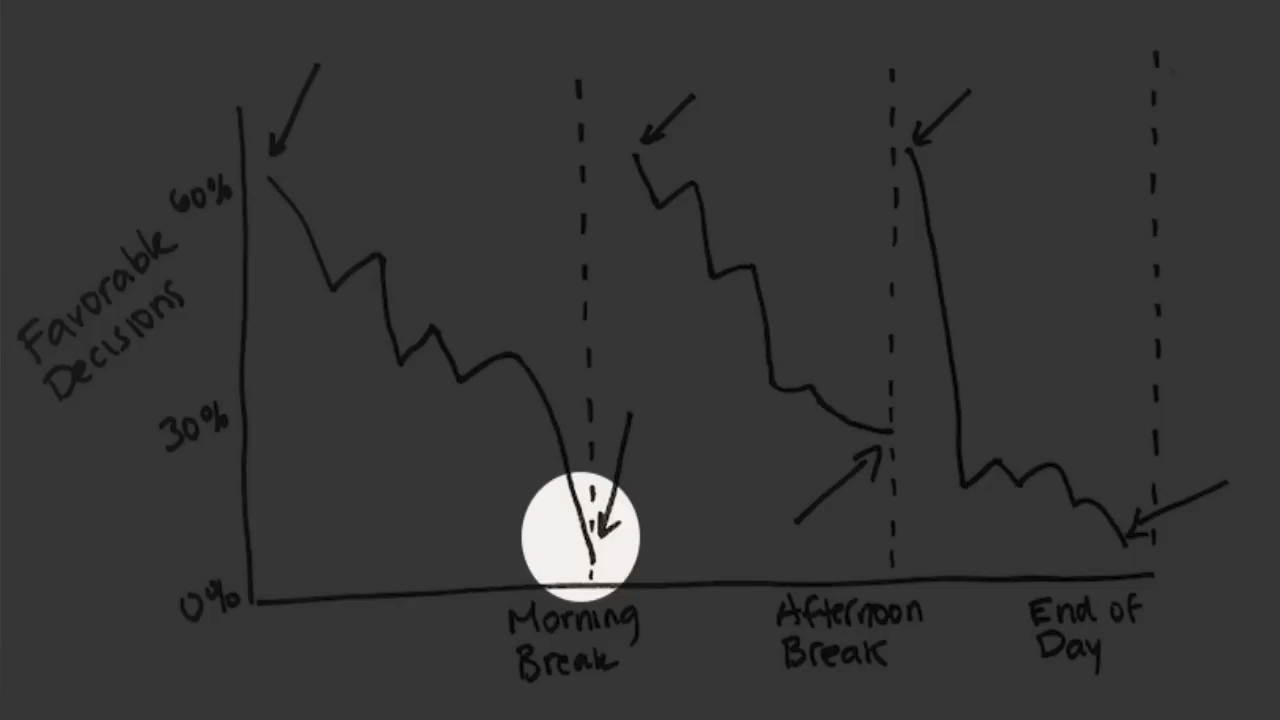 60%
Favorable
Decisions
30%
0%
Morning
Break
Afternoon
Break
End of
Day